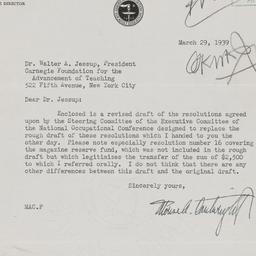 E DIRECTOR
March 29, 1939
Dr. Walter A. Jessup, President
Carnegie Foundation for the
Advancement of Teaching
522 Fifth Avenue, New York City
Dear Dr. Jessup:
Enclosed is a revised draft of the resolutions agreed
upon by the Steering Committee of the Executive Committee of
the National Occupational Conference designed to replace the
rough draft of these resolutions which I handed to you the
other day. Please note especially resolution number 16 covering
the magazine reserve fund, which was not included in the rough
draft but which legitimizes the transfer of the sum of $2,500
to which I referred orally. I do not think that there are any
other differences between this draft and the original draft.
Sincerely yours,
MAC.F